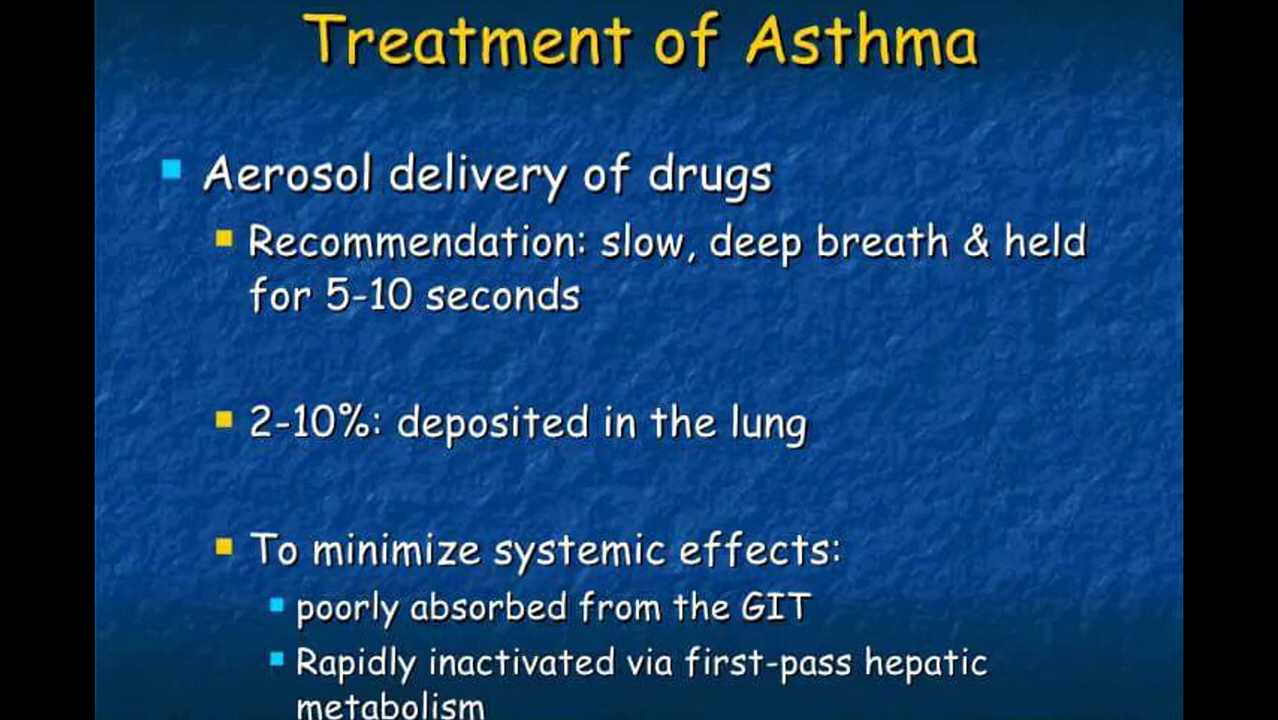 Treatment of Asthma
Aerosol delivery of drugs
Recommendation: slow, deep breath & held
for 5-10 seconds
2-10%: deposited in the lung
To minimize systemic effects:
poorly absorbed from the GIT
Rapidly inactivated via first-pass hepatic
metabolism